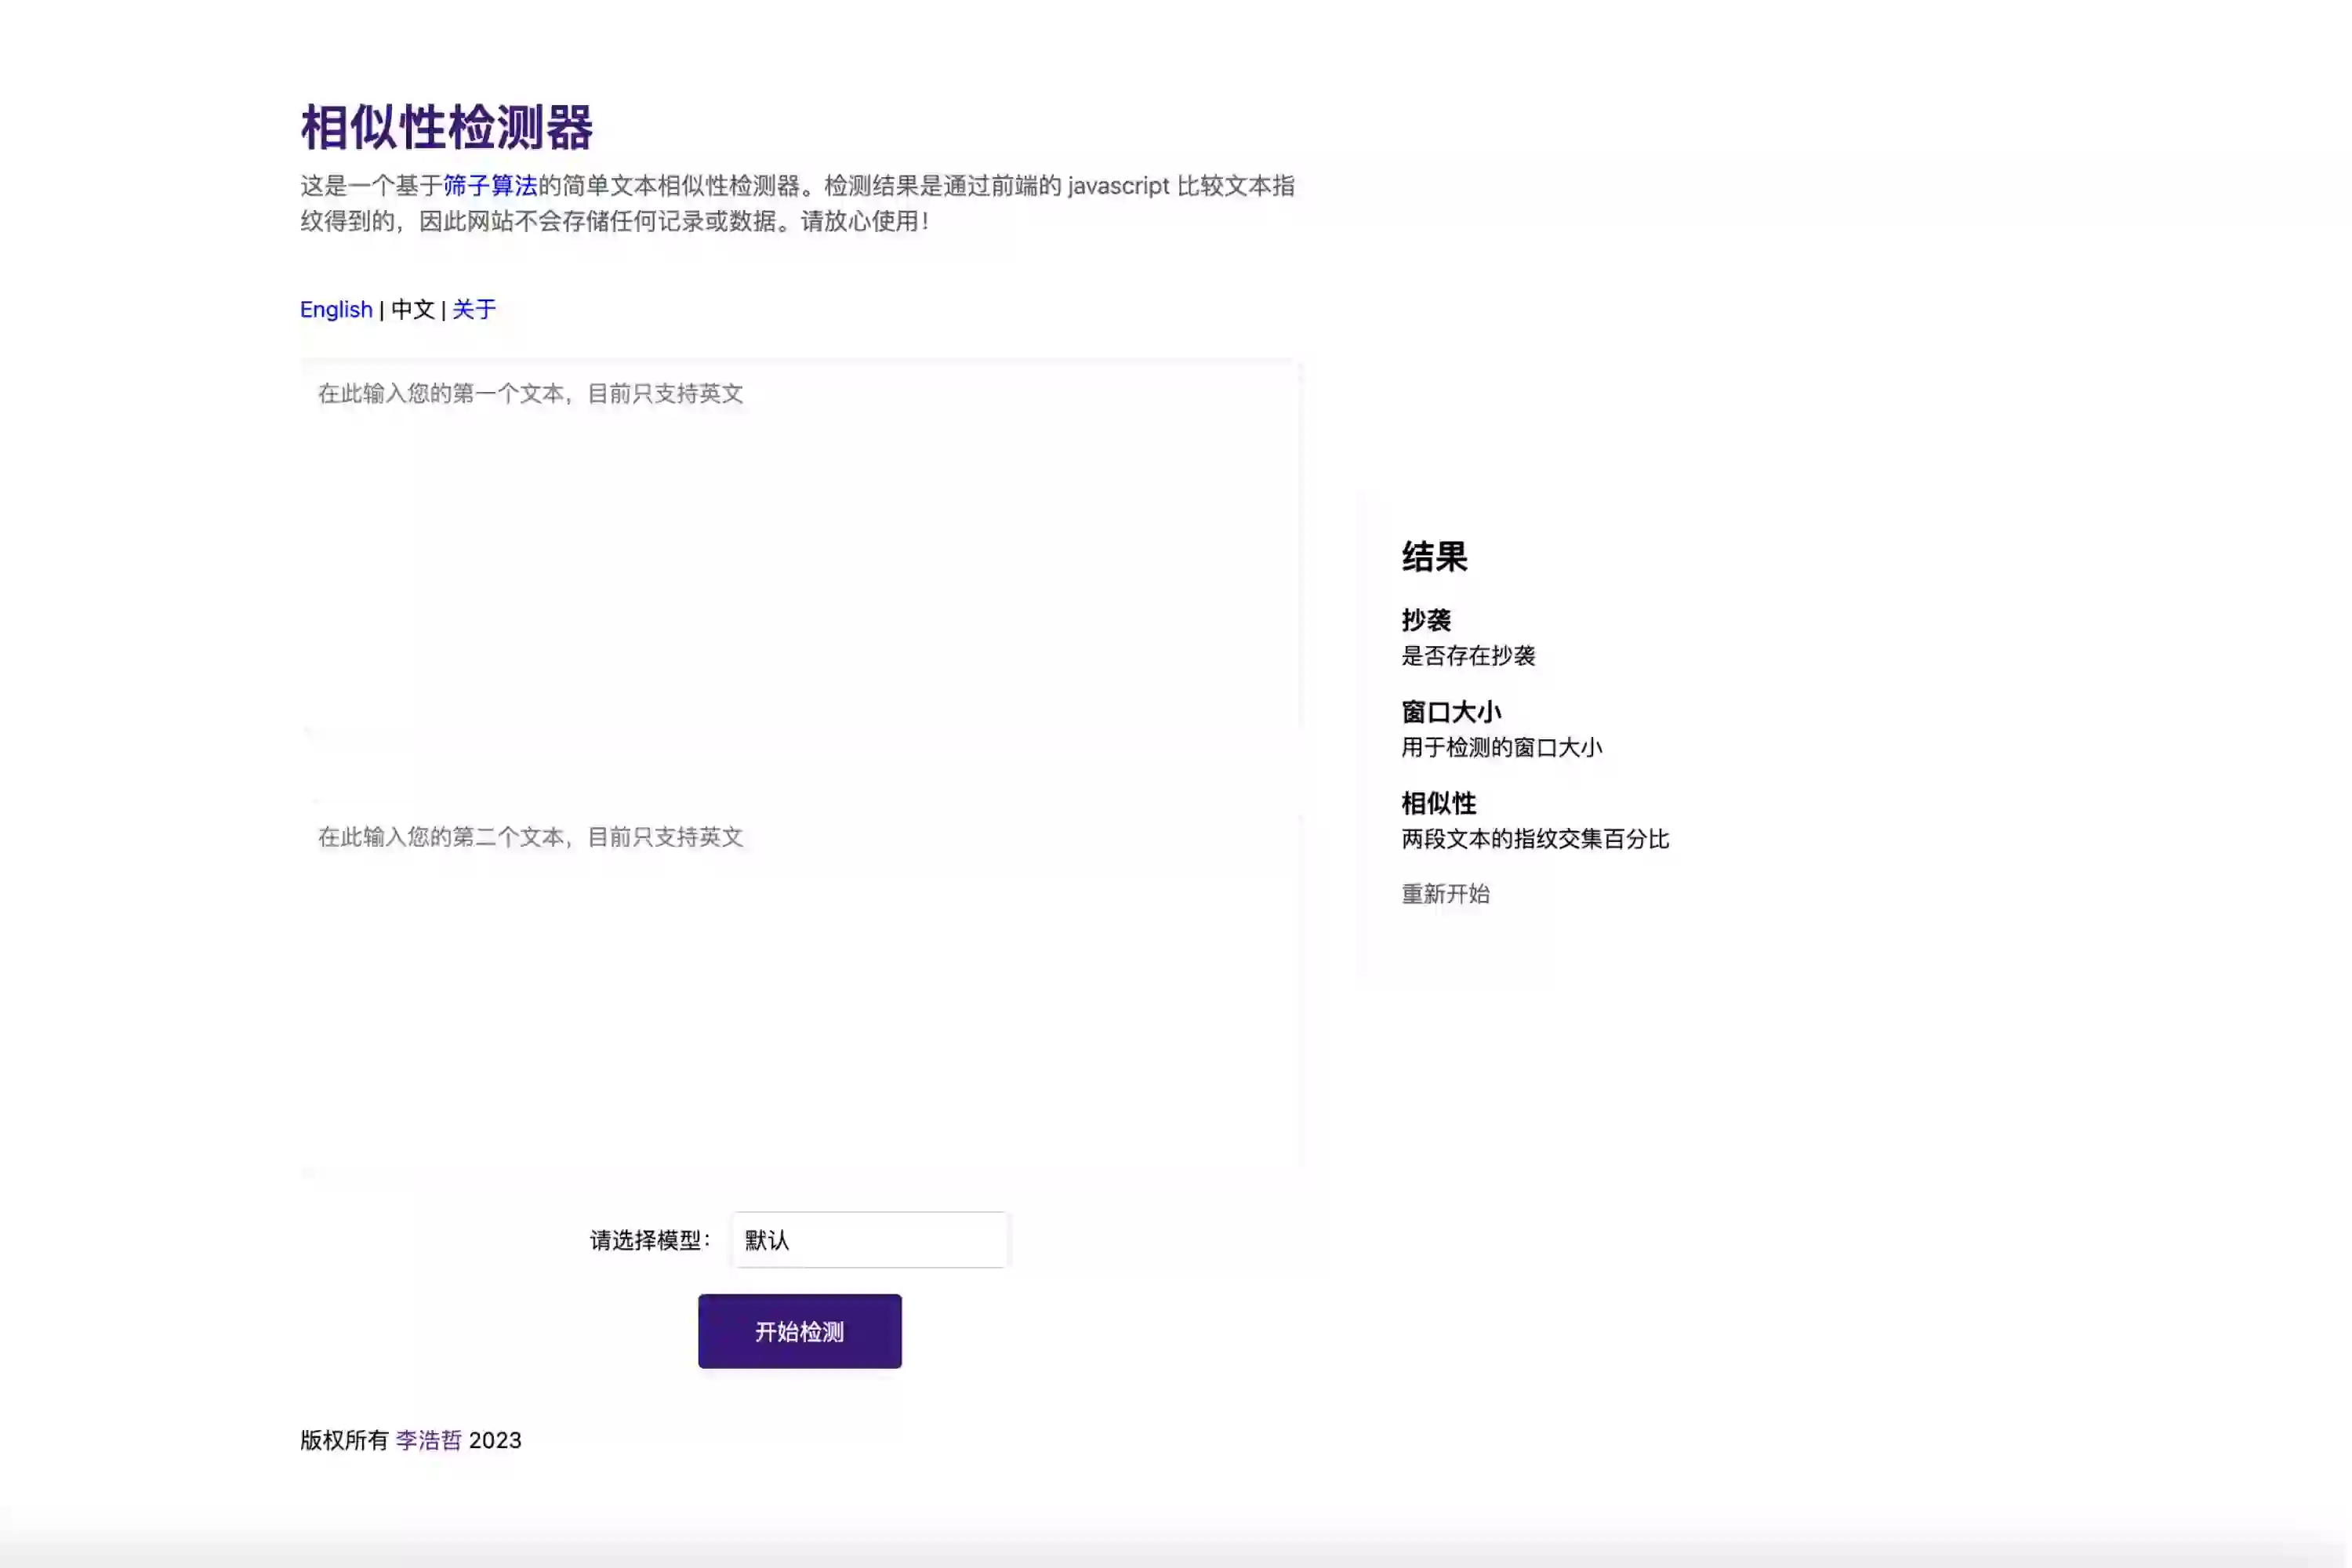 相似性检测器
这是一个基于筛子算法的简单文本相似性检测器。检测结果是通过前端的 javascript 比较文本指
纹得到的，因此网站不会存储任何记录或数据。请放心使用！
English | 中文 | 关于
在此输入您的第一个文本，目前只支持英文
在此输入您的第二个文本，目前只支持英文
请选择模型： 默认
开始检测
版权所有 李浩哲 2023
结果
抄袭
是否存在抄袭
窗口大小
用于检测的窗口大小
相似性
两段文本的指纹交集百分比
重新开始